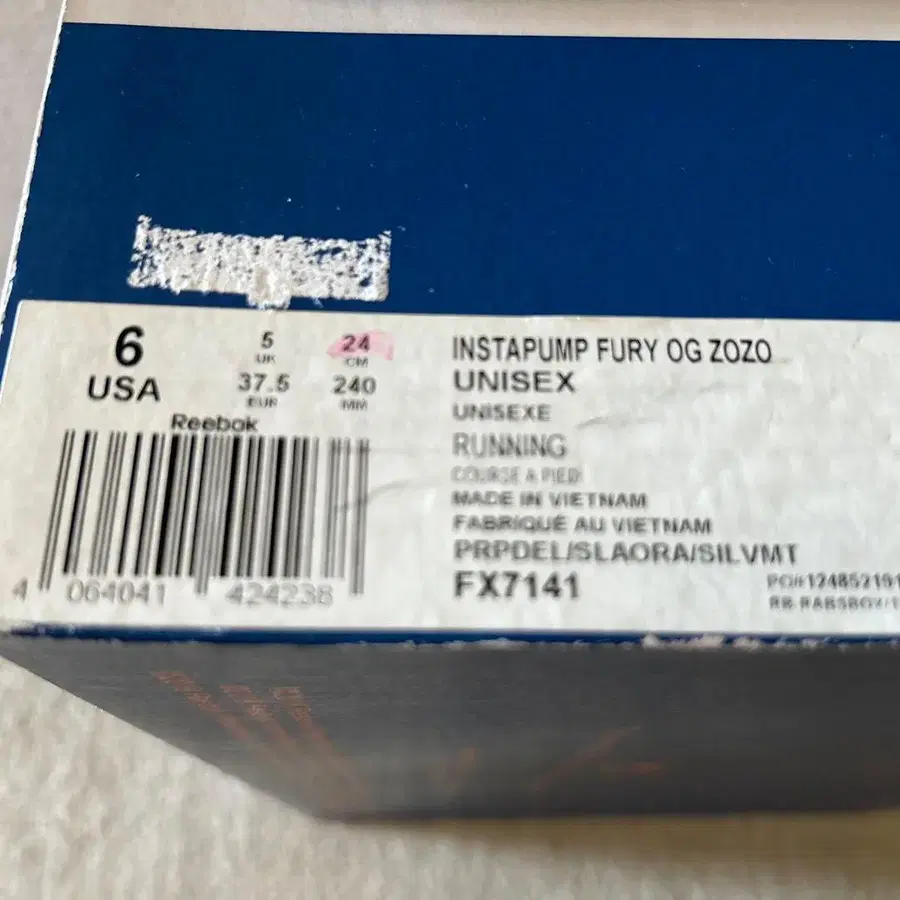 6
USA
5
UK
24
CM
37.5
EUR
240
MM
Reebok
4 064041 424238
INSTAPUMP FURY OG ZOZO
UNISEX
UNISEXE
RUNNING
COURSE A PIED
MADE IN VIETNAM
FABRIQUÉ AU VIETNAM
PRPDEL/SLAORA/SILVMT
FX7141